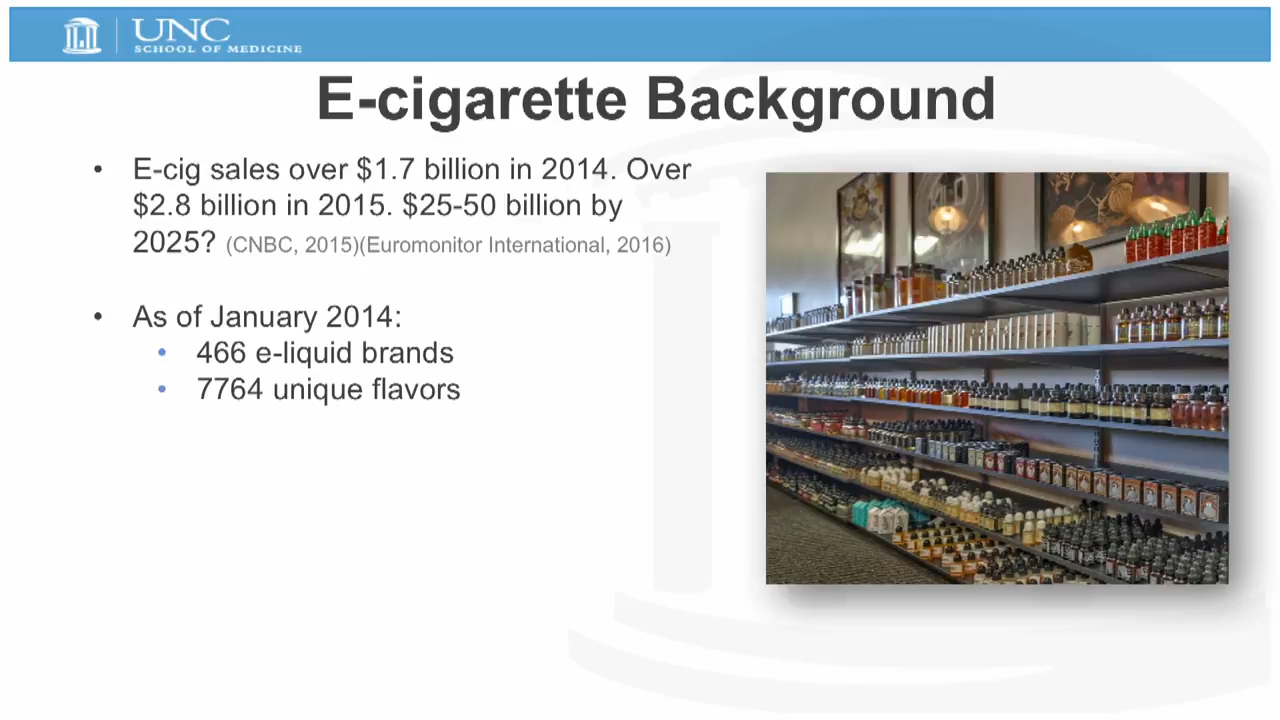 UNC
SCHOOL OF MEDICINE
E-cigarette Background
• E-cig sales over $1.7 billion in 2014. Over
$2.8 billion in 2015. $25-50 billion by
2025? (CNBC, 2015)(Euromonitor International, 2016)
• As of January 2014:
• 466 e-liquid brands
• 7764 unique flavors